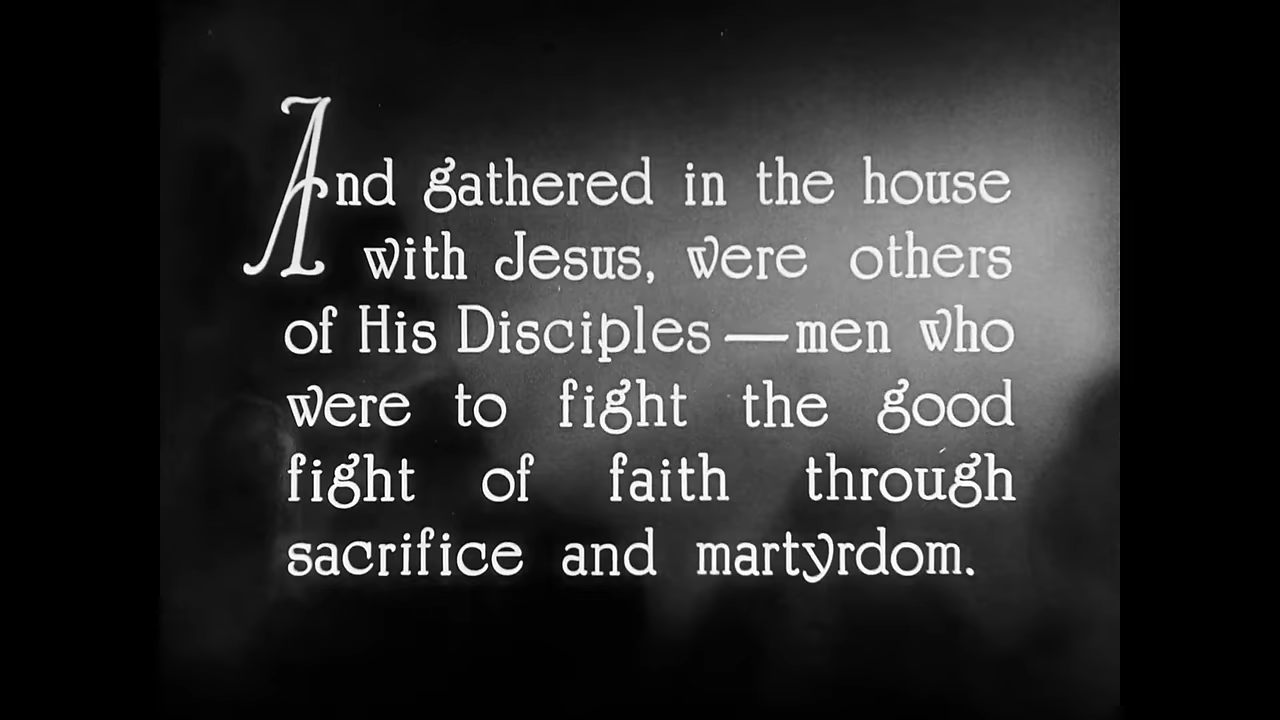 And gathered in the house
with Jesus, were others
of His Disciples—men who
were to fight the good
fight of faith through
sacrifice and martyrdom.